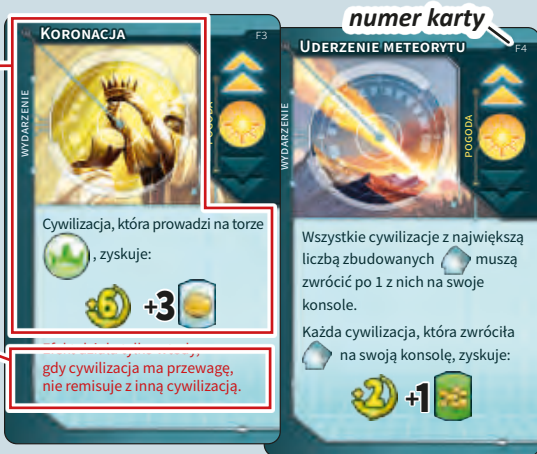 numer karty
KORONACJA
F3
WYDARZENIE
POGODA
Cywilizacja, która prowadzi na torze
, zyskuje:
6 +3
gdy cywilizacja ma przewagę,
nie remisuje z inną cywilizacją.
UDERZENIE METEORYTU
F4
WYDARZENIE
POGODA
Wszystkie cywilizacje z największą
liczbą zbudowanych muszą
zwrócić po 1 z nich na swoje
konsole.
Każda cywilizacja, która zwróciła
na swoją konsolę, zyskuje:
2 +1